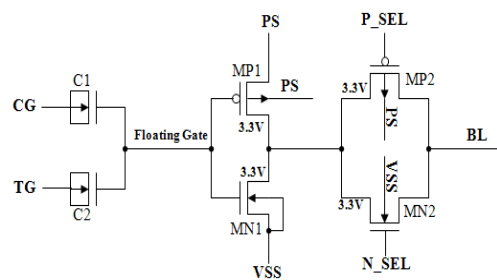 PS
P_SEL
C1
MP1
PS
MP2
CG
3.3V
3.3V
PS
Floating Gate
BL
3.3V
VSS
TG
3.3V
C2
MN1
MN2
VSS
N_SEL